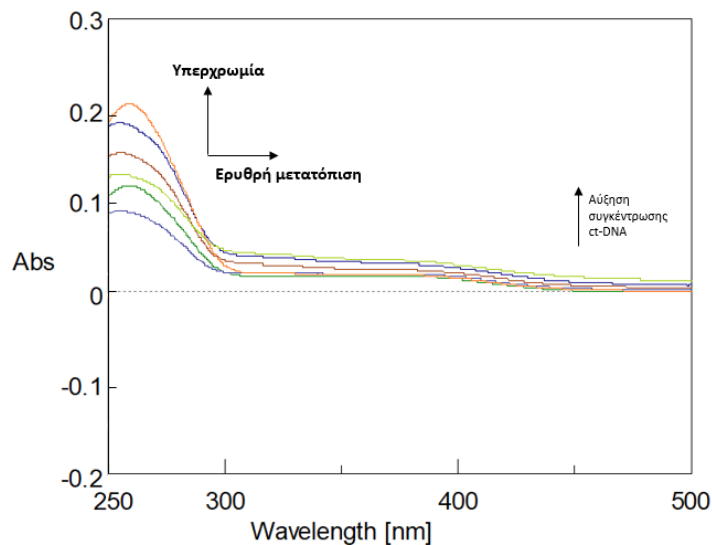 0.3
Υπερχρωμία
0.2
Ερυθρή μετατόπιση
0.1
Αύξηση
συγκέντρωσης
ct-DNA
Abs
0
-0.1
-0.2
250
300
400
500
Wavelength [nm]